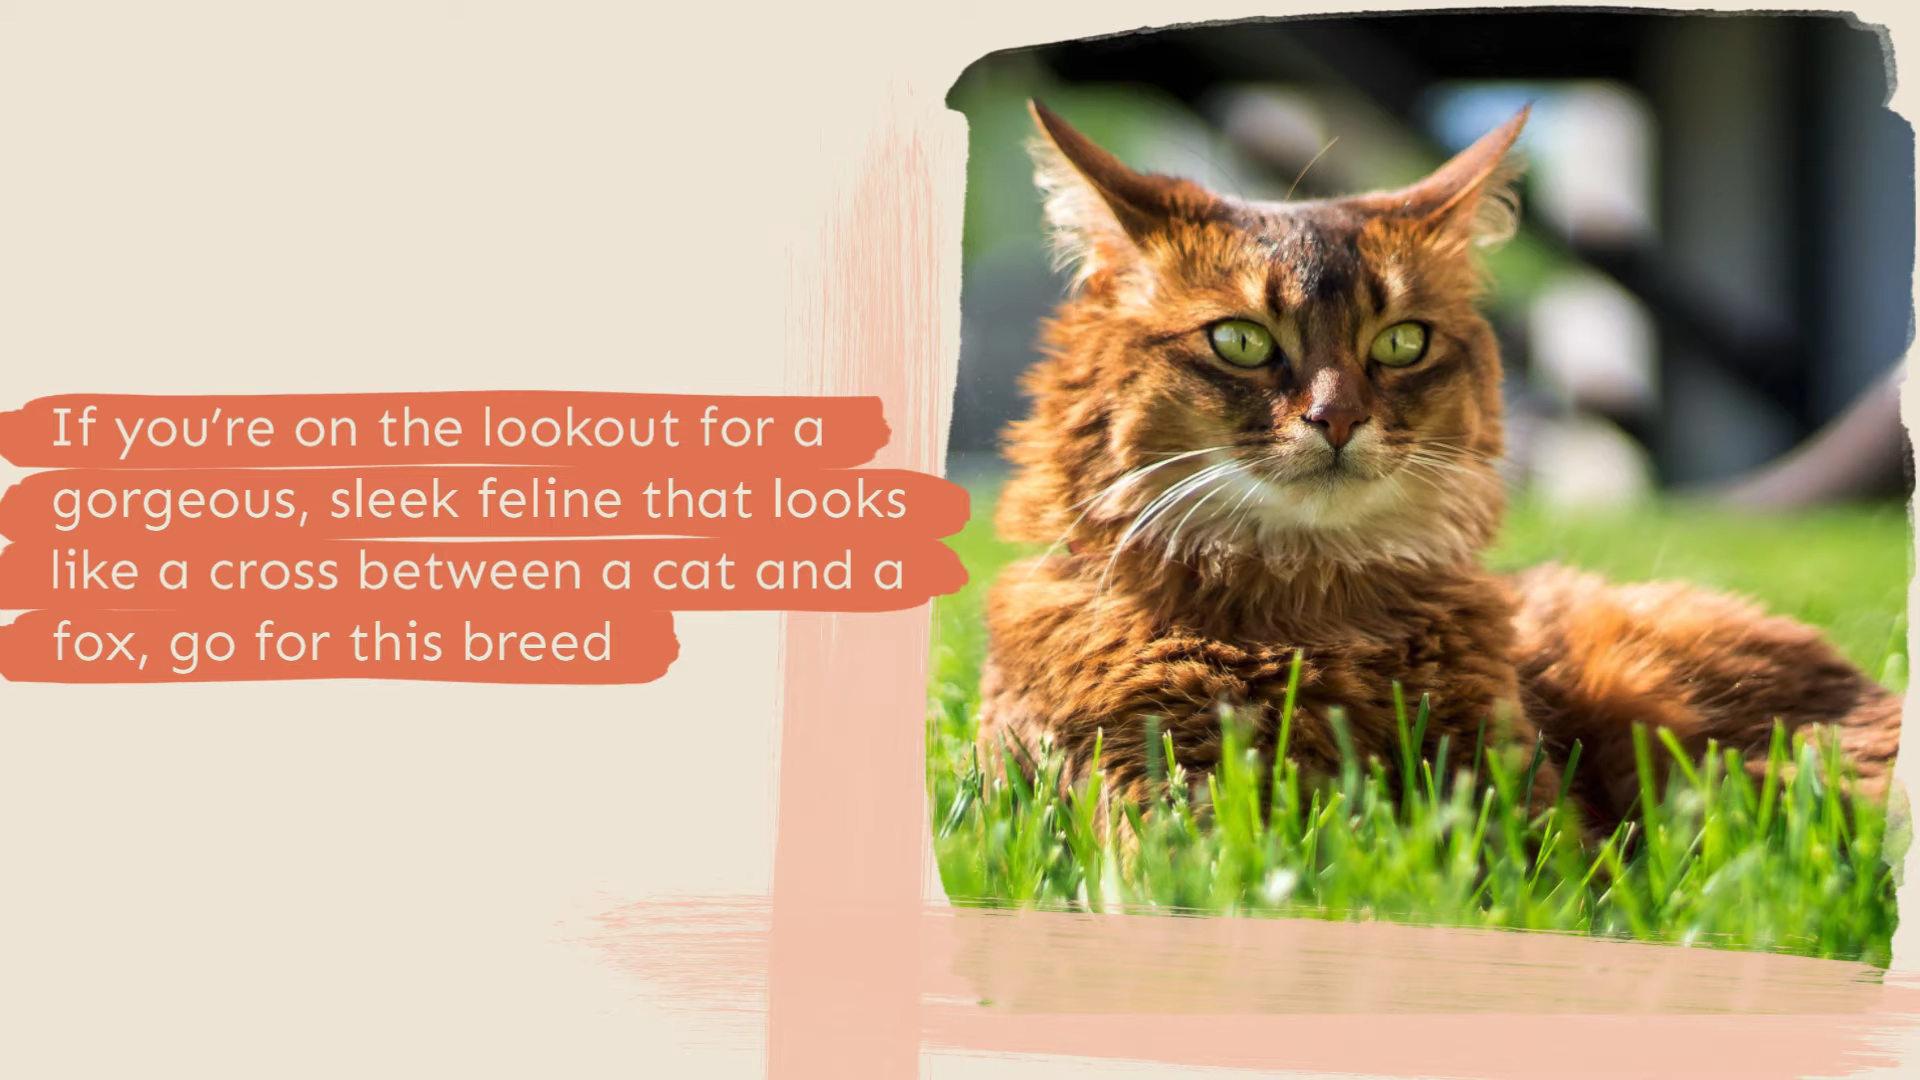 If you’re on the lookout for a
gorgeous, sleek feline that looks
like a cross between a cat and a
fox, go for this breed